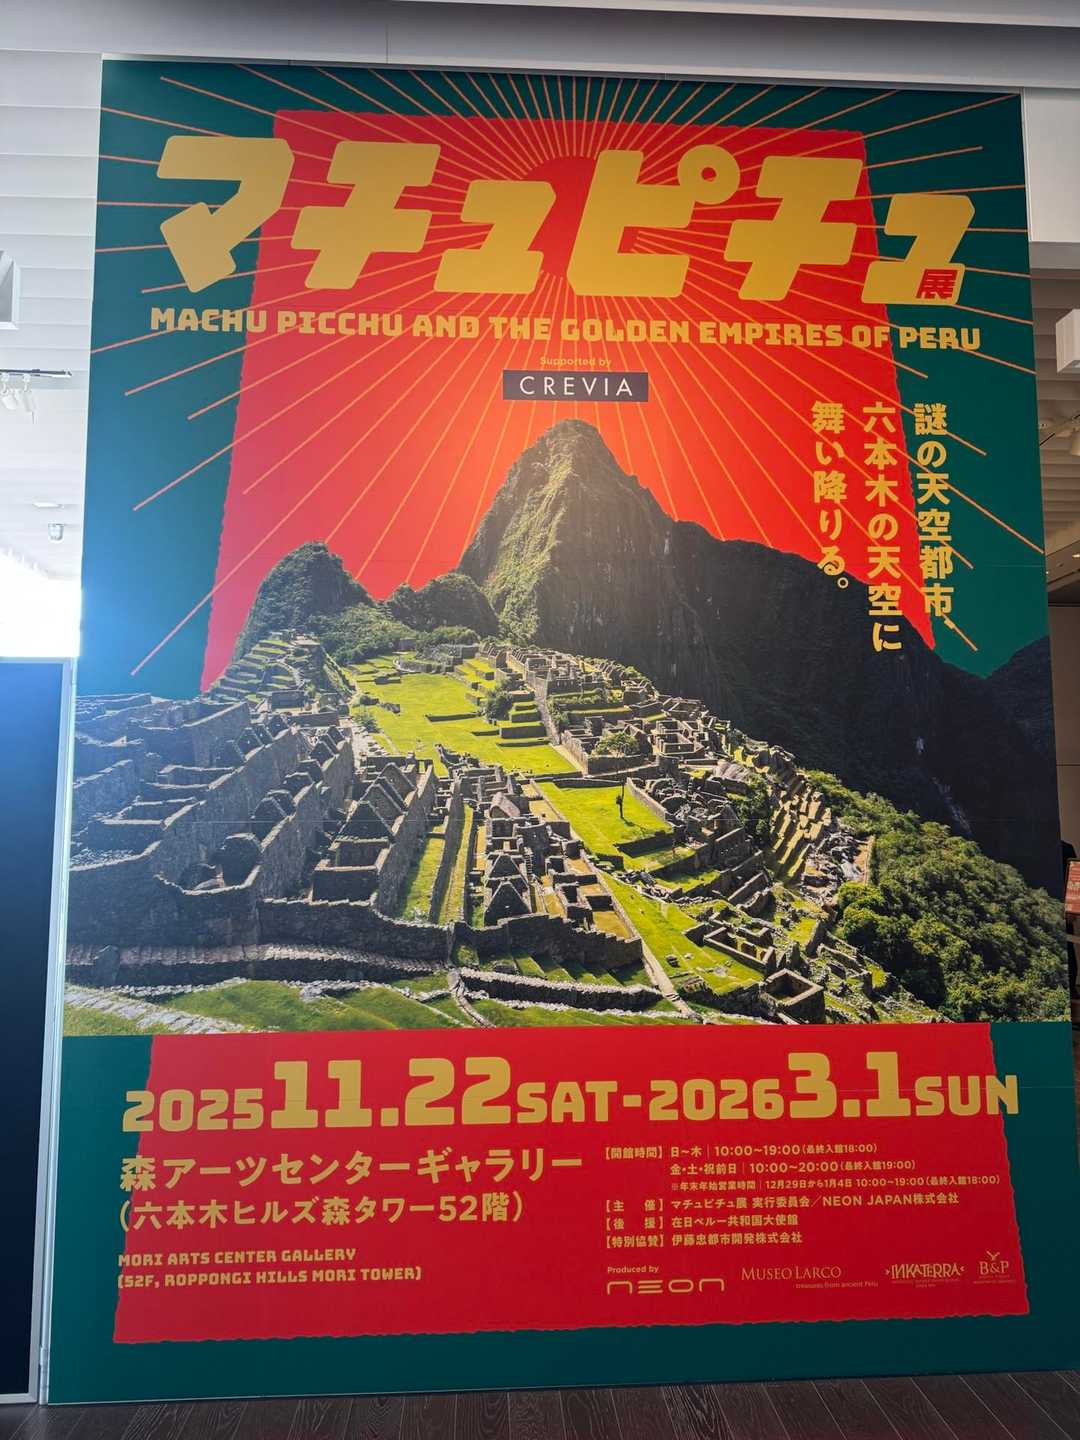 マチュピチュ展
MACHU PICCHU AND THE GOLDEN EMPIRES OF PERU
Supported by
CREVIA
謎の天空都市、
六本木の天空に
舞い降りる。
2025 11.22 SAT-2026 3.1 SUN
森アーツセンターギャラリー
(六本木ヒルズ森タワー52階)
MORI ARTS CENTER GALLERY
(52F, ROPPONGI HILLS MORI TOWER)
【開館時間】日~木|10:00~19:00(最終入館18:00)
金・土・祝前日|10:00~20:00(最終入館19:00)
※年末年始営業時間|12月29日から1月4日 10:00~19:00(最終入館18:00)
【主 催】マチュピチュ展 実行委員会/NEON JAPAN株式会社
【後 援】在日ペルー共和国大使館
【特別協賛】伊藤忠都市開発株式会社
Produced by
neon
MUSEO LARCO
treasures from ancient Peru
INKATERRA
B&P